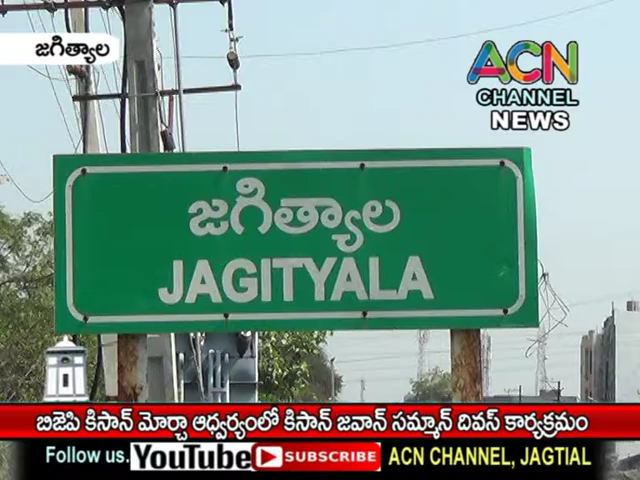 జగిత్యాల
ACN
CHANNEL
NEWS
జగిత్యాల
JAGITYALA
బిజెపి కిసాన్ మోర్చా ఆధ్వర్యంలో కిసాన్ జవాన్ సమ్మాన్ దివస్ కార్యక్రమం
Follow us. YouTube SUBSCRIBE ACN CHANNEL, JAGTIAL